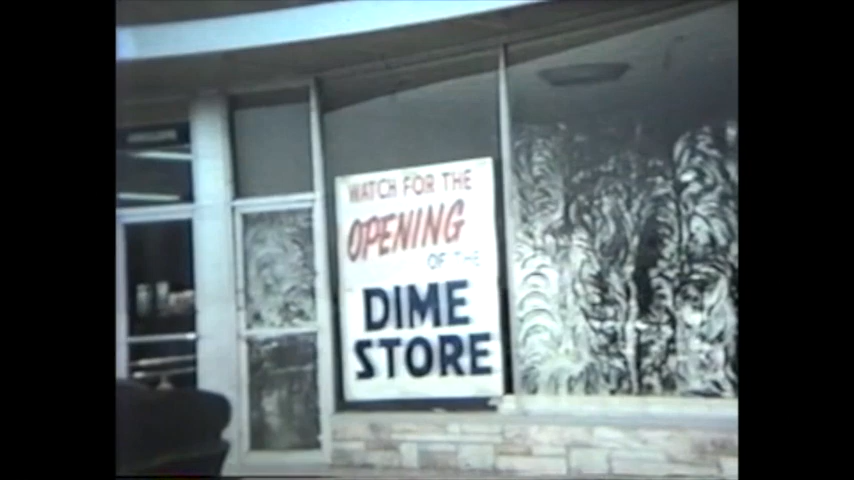 WATCH FOR THE
OPENING
OF THE
DIME
STORE